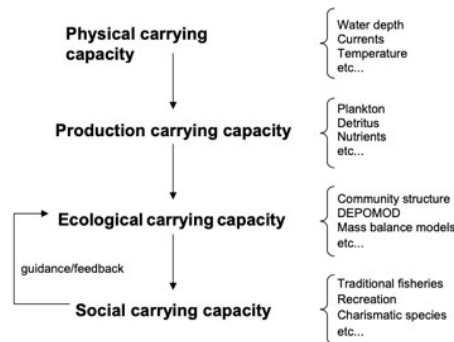 Physical carrying
capacity
Water depth
Currents
Temperature
etc...
Production carrying capacity
Plankton
Detritus
Nutrients
etc...
Ecological carrying capacity
Community structure
DEPOMOD
Mass balance models
etc...
guidance/feedback
Social carrying capacity
Traditional fisheries
Recreation
Charismatic species
etc...